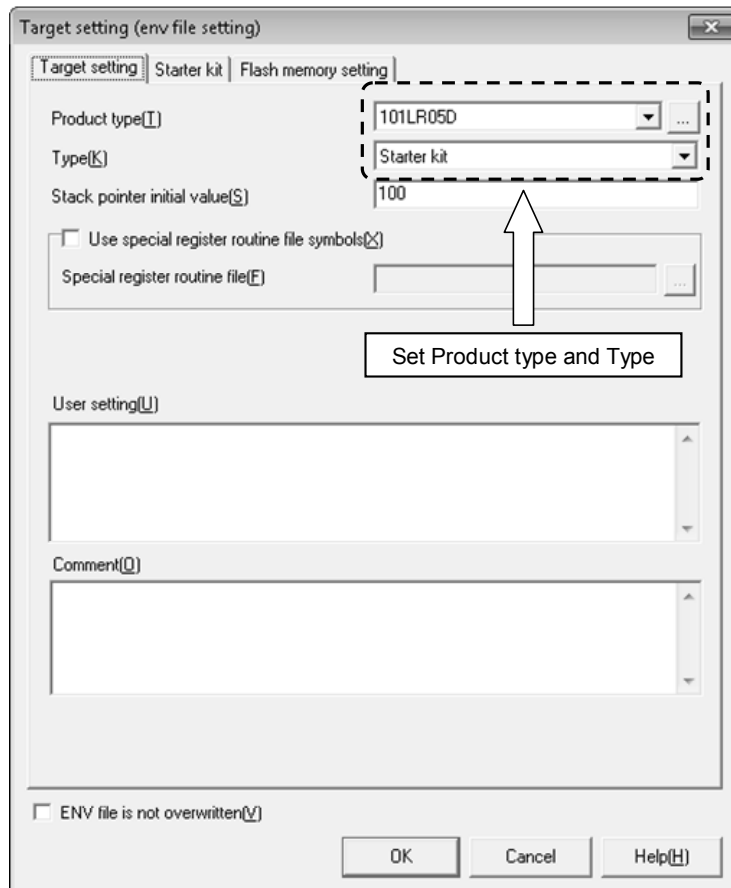 Target setting (env file setting)
Target setting Starter kit Flash memory setting
Product type(T) 101LR05D ...
Type(K) Starter kit
Stack pointer initial value(S) 100
Use special register routine file symbols(X)
Special register routine file(F) ...
Set Product type and Type
User setting(U)
Comment(O)
ENV file is not overwritten(V)
OK Cancel Help(H)